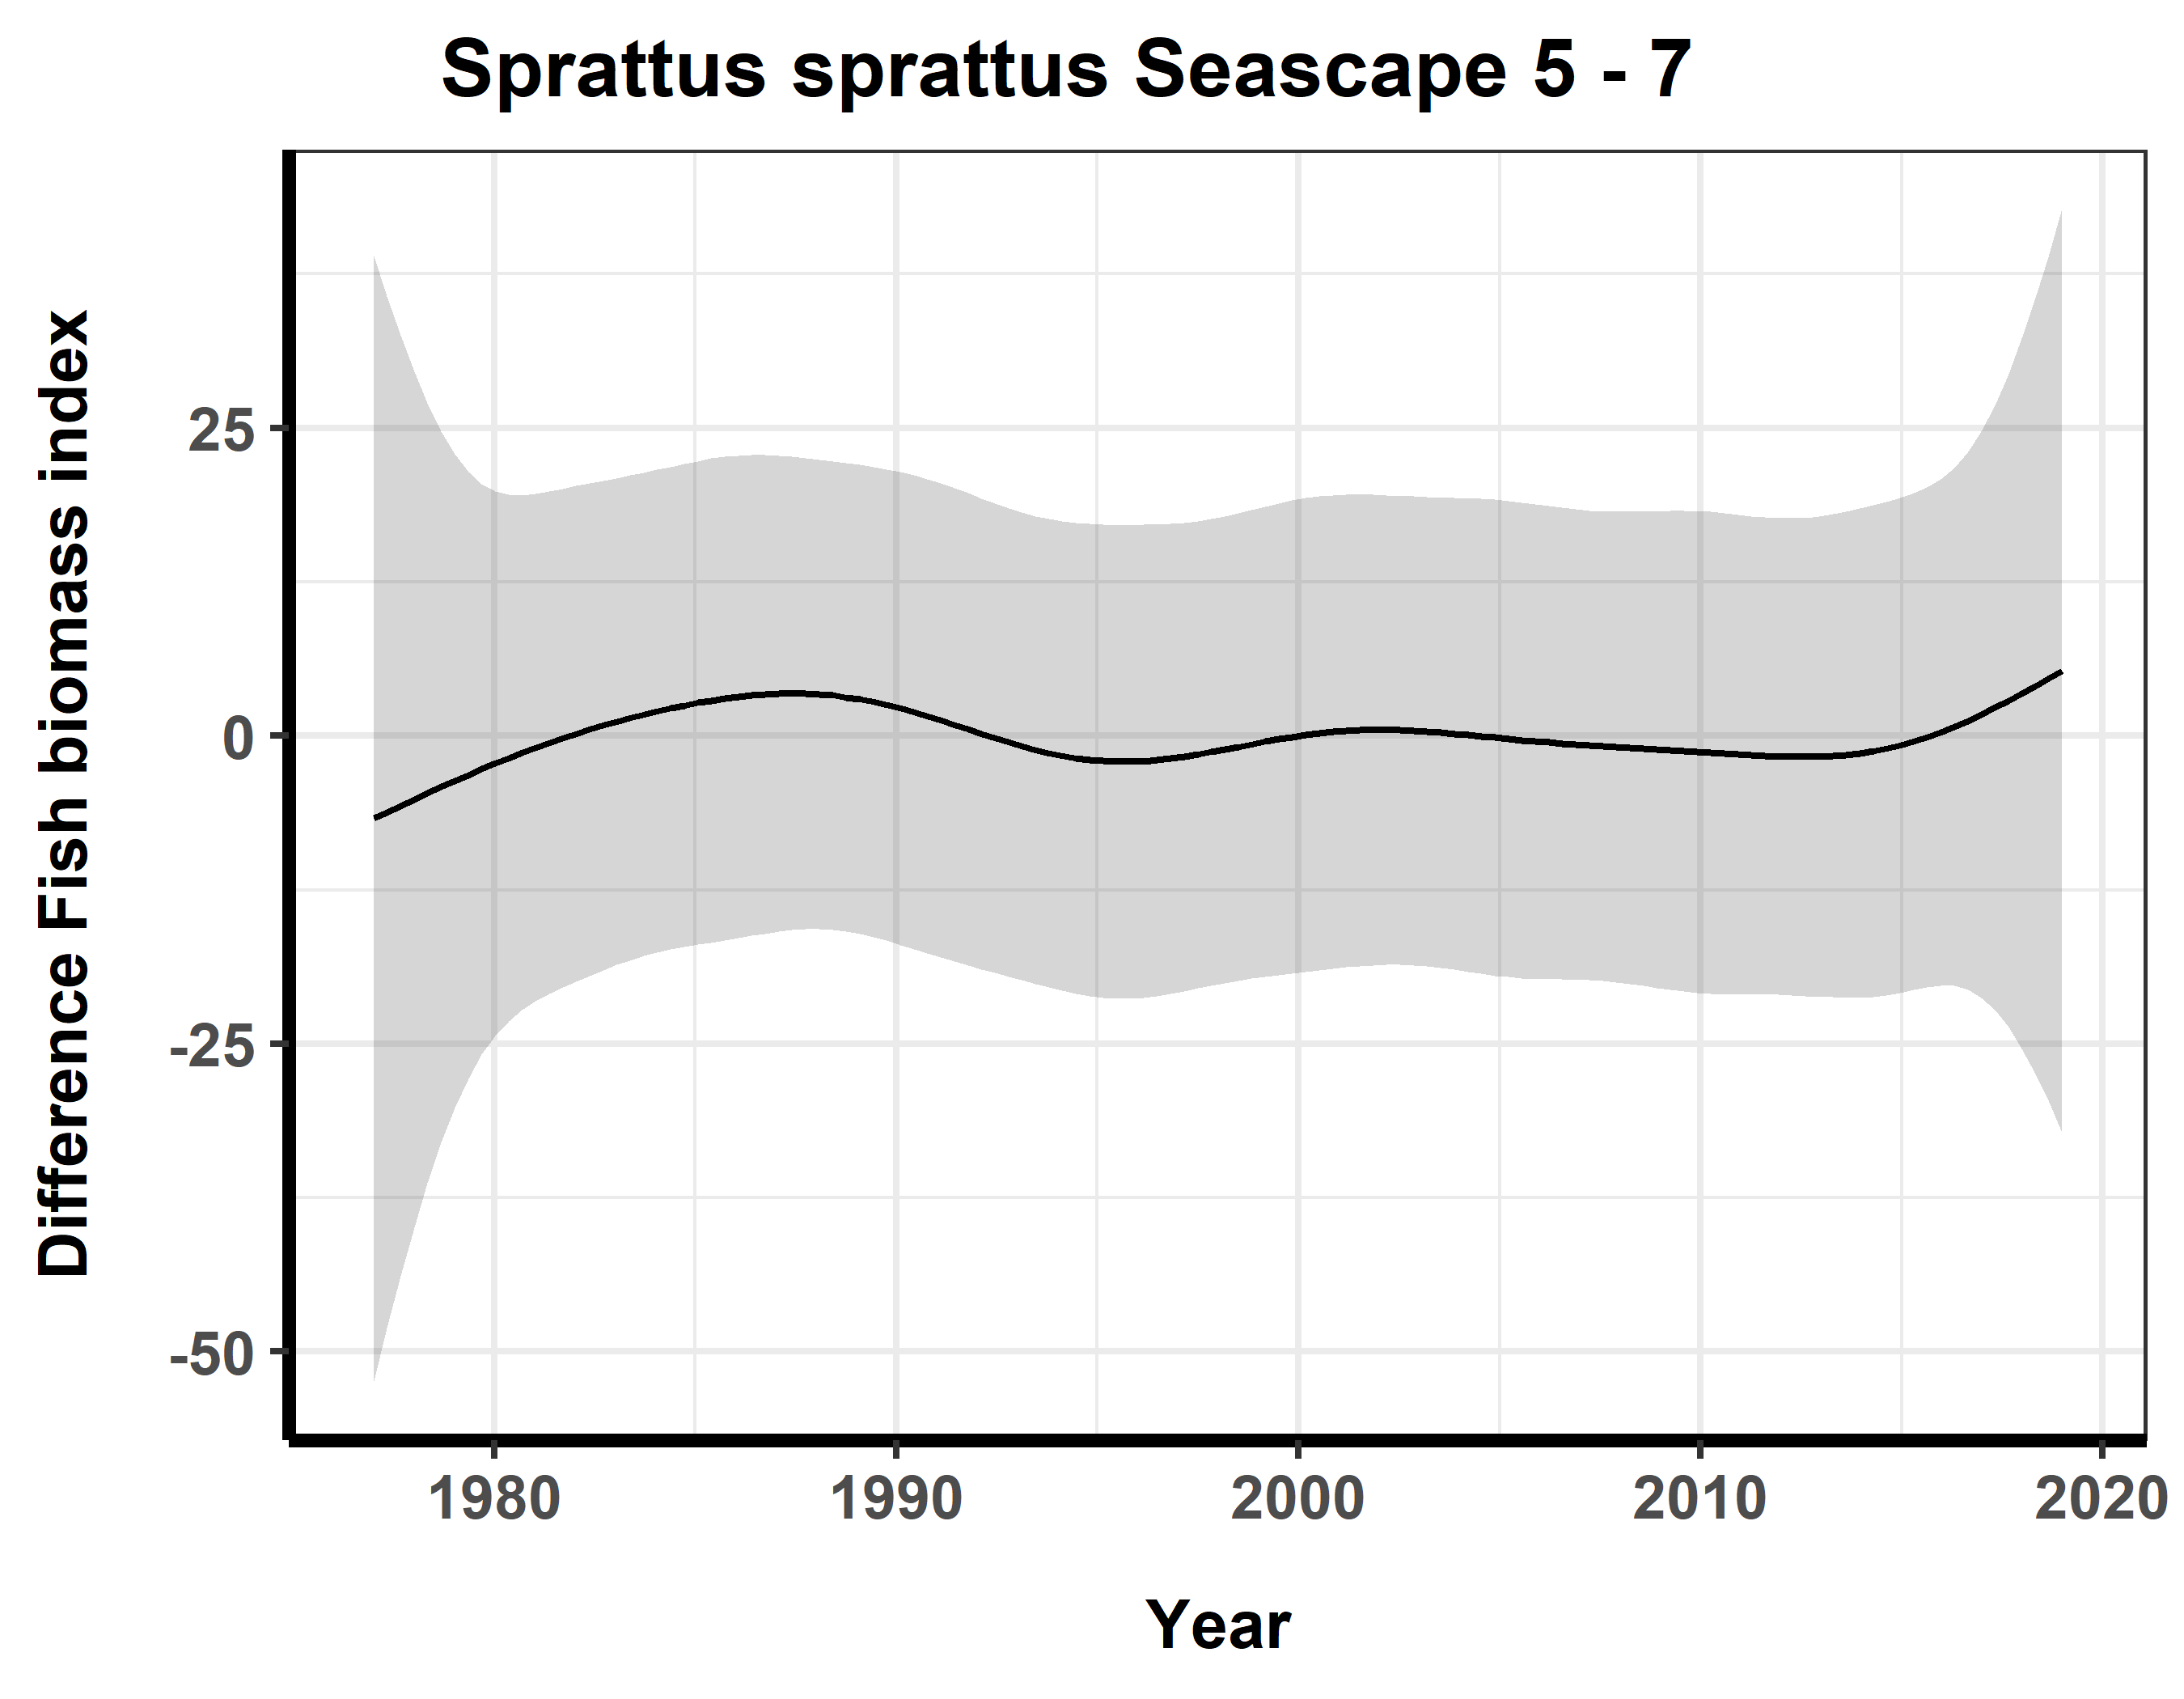 Sprattus sprattus Seascape 5 - 7
Difference Fish biomass index
25
0
-25
-50
1980 1990 2000 2010 2020
Year